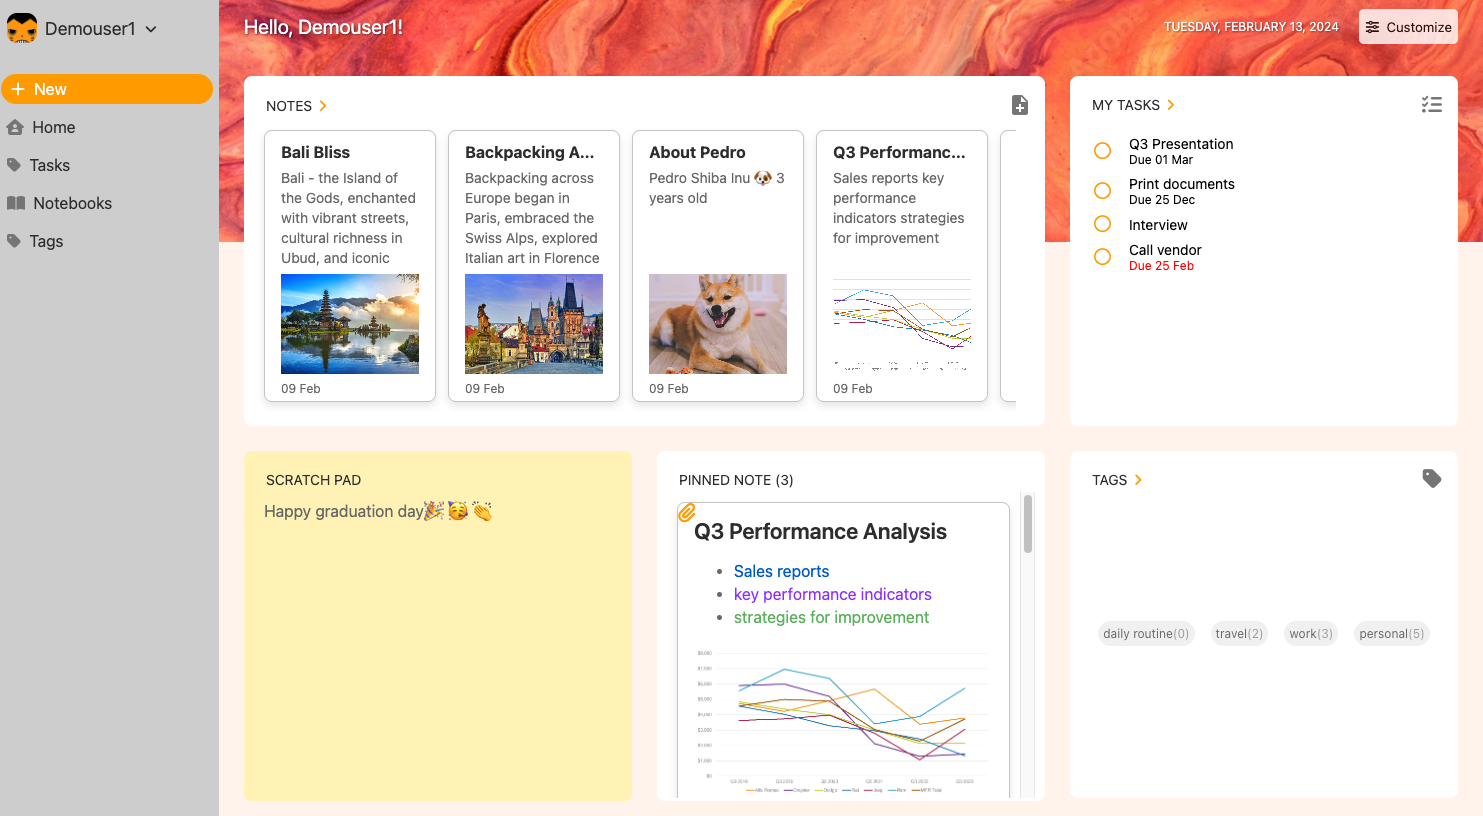 Demouser1
New
Home
Tasks
Notebooks
Tags
Hello, Demouser1!
TUESDAY, FEBRUARY 13, 2024
Customize
NOTES
Bali Bliss
Bali - the Island of
the Gods, enchanted
with vibrant streets,
cultural richness in
Ubud, and iconic
09 Feb
Backpacking A...
Backpacking across
Europe began in
Paris, embraced the
Swiss Alps, explored
Italian art in Florence
09 Feb
About Pedro
Pedro Shiba Inu 🐶 3
years old
09 Feb
Q3 Performanc...
Sales reports key
performance
indicators strategies
for improvement
09 Feb
MY TASKS
Q3 Presentation
Due 01 Mar
Print documents
Due 25 Dec
Interview
Call vendor
Due 25 Feb
SCRATCH PAD
Happy graduation day🎉 🥳 👏
PINNED NOTE (3)
Q3 Performance Analysis
• Sales reports
• key performance indicators
• strategies for improvement
TAGS
daily routine(0)
travel(2)
work(3)
personal(5)